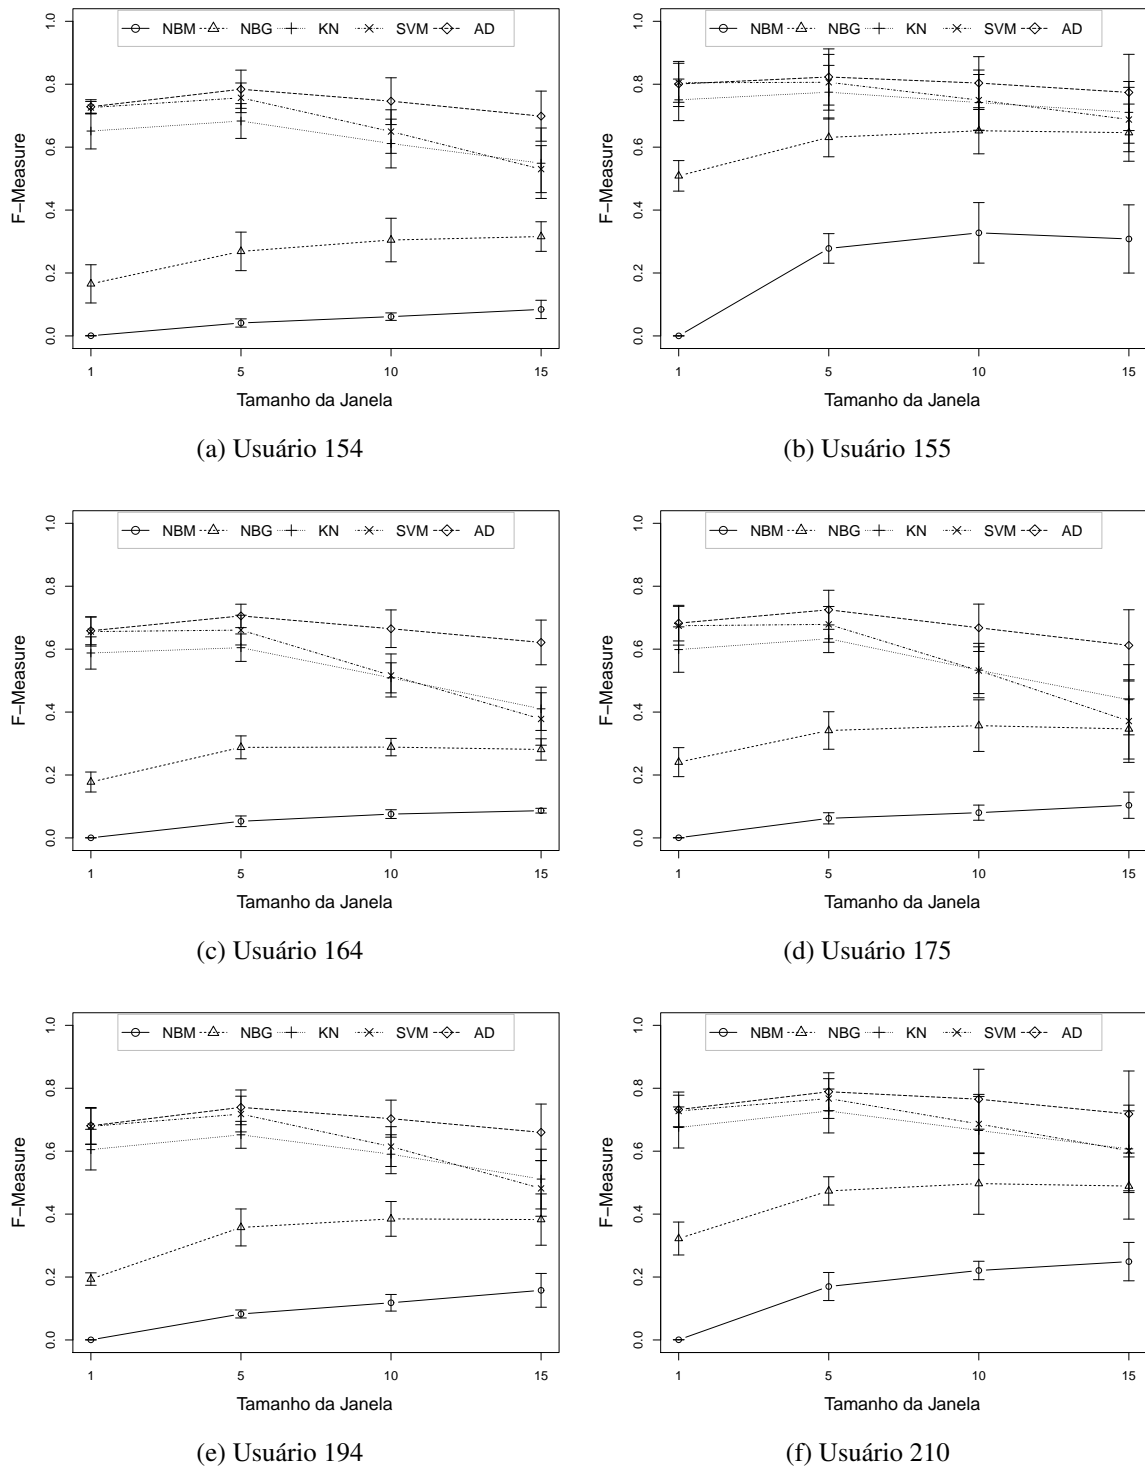 NBM NBG KN SVM AD
1.0
0.8
0.6
0.4
0.2
0.0
F−Measure
1 5 10 15
Tamanho da Janela
(a) Usuário 154
NBM NBG KN SVM AD
1.0
0.8
0.6
0.4
0.2
0.0
F−Measure
1 5 10 15
Tamanho da Janela
(b) Usuário 155
NBM NBG KN SVM AD
1.0
0.8
0.6
0.4
0.2
0.0
F−Measure
1 5 10 15
Tamanho da Janela
(c) Usuário 164
NBM NBG KN SVM AD
1.0
0.8
0.6
0.4
0.2
0.0
F−Measure
1 5 10 15
Tamanho da Janela
(d) Usuário 175
NBM NBG KN SVM AD
1.0
0.8
0.6
0.4
0.2
0.0
F−Measure
1 5 10 15
Tamanho da Janela
(e) Usuário 194
NBM NBG KN SVM AD
1.0
0.8
0.6
0.4
0.2
0.0
F−Measure
1 5 10 15
Tamanho da Janela
(f) Usuário 210